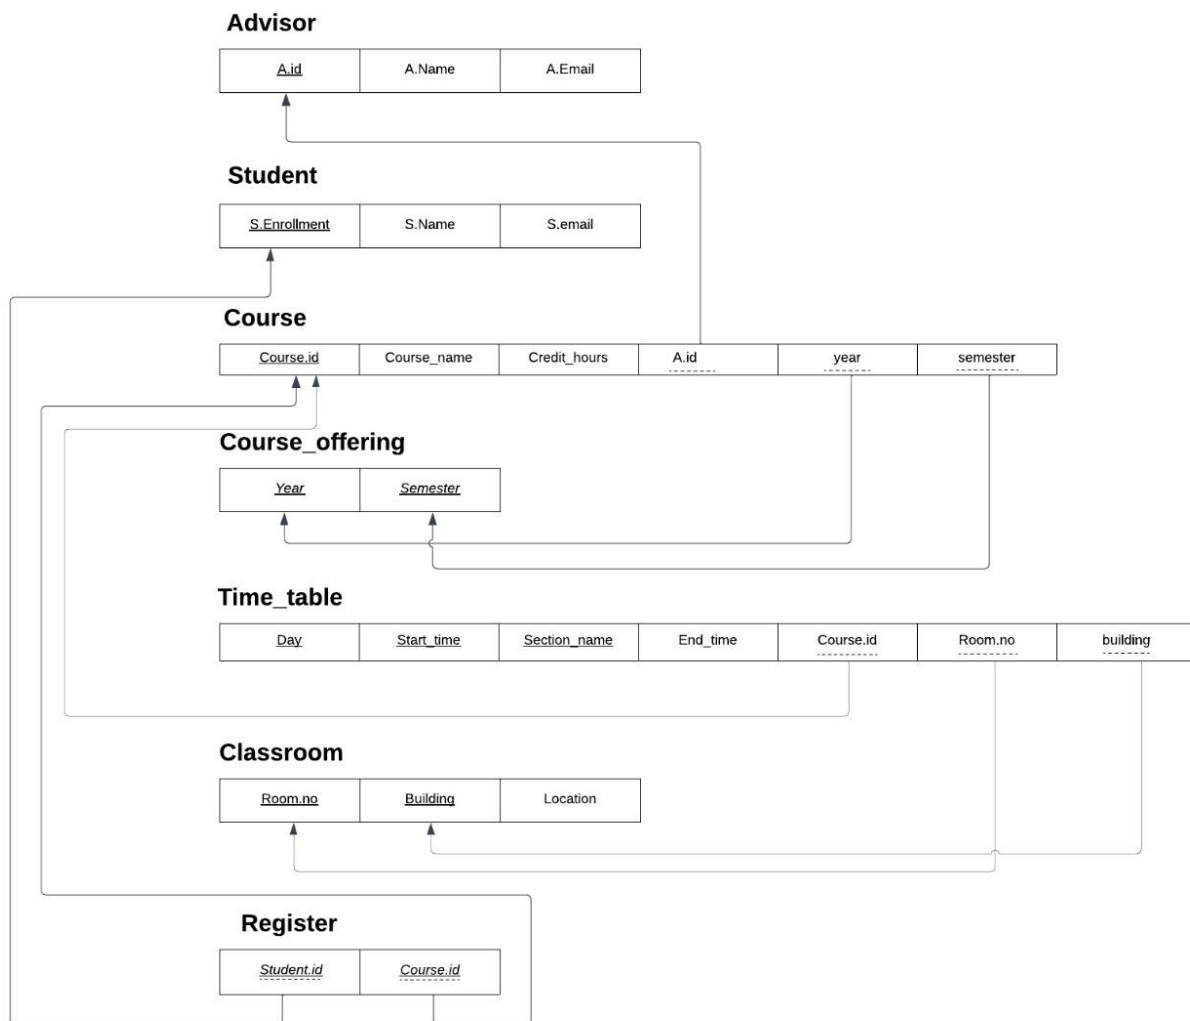 Advisor
A.id A.Name A.Email
Student
S.Enrollment S.Name S.email
Course
Course.id Course_name Credit_hours A.id year semester
Course_offering
Year Semester
Time_table
Day Start_time Section_name End_time Course.id Room.no building
Classroom
Room.no Building Location
Register
Student.id Course.id